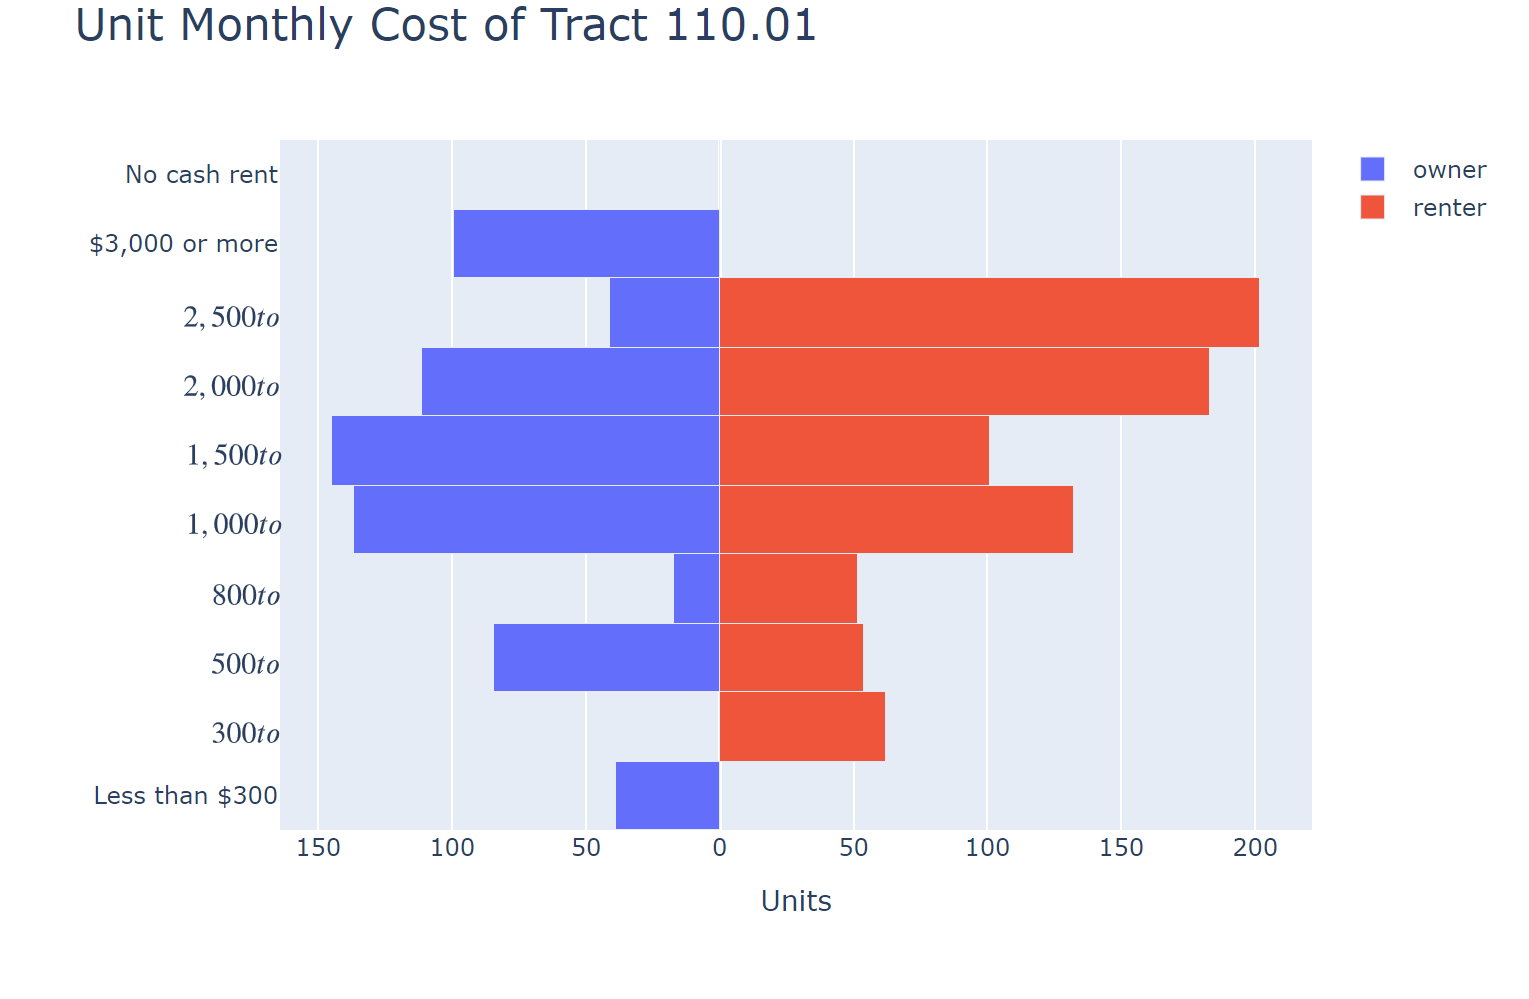 Unit Monthly Cost of Tract 110.01
owner
renter
No cash rent
$3,000 or more
2,500to
2,000to
1,500to
1,000to
800to
500to
300to
Less than $300
150 100 50 0 50 100 150 200
Units